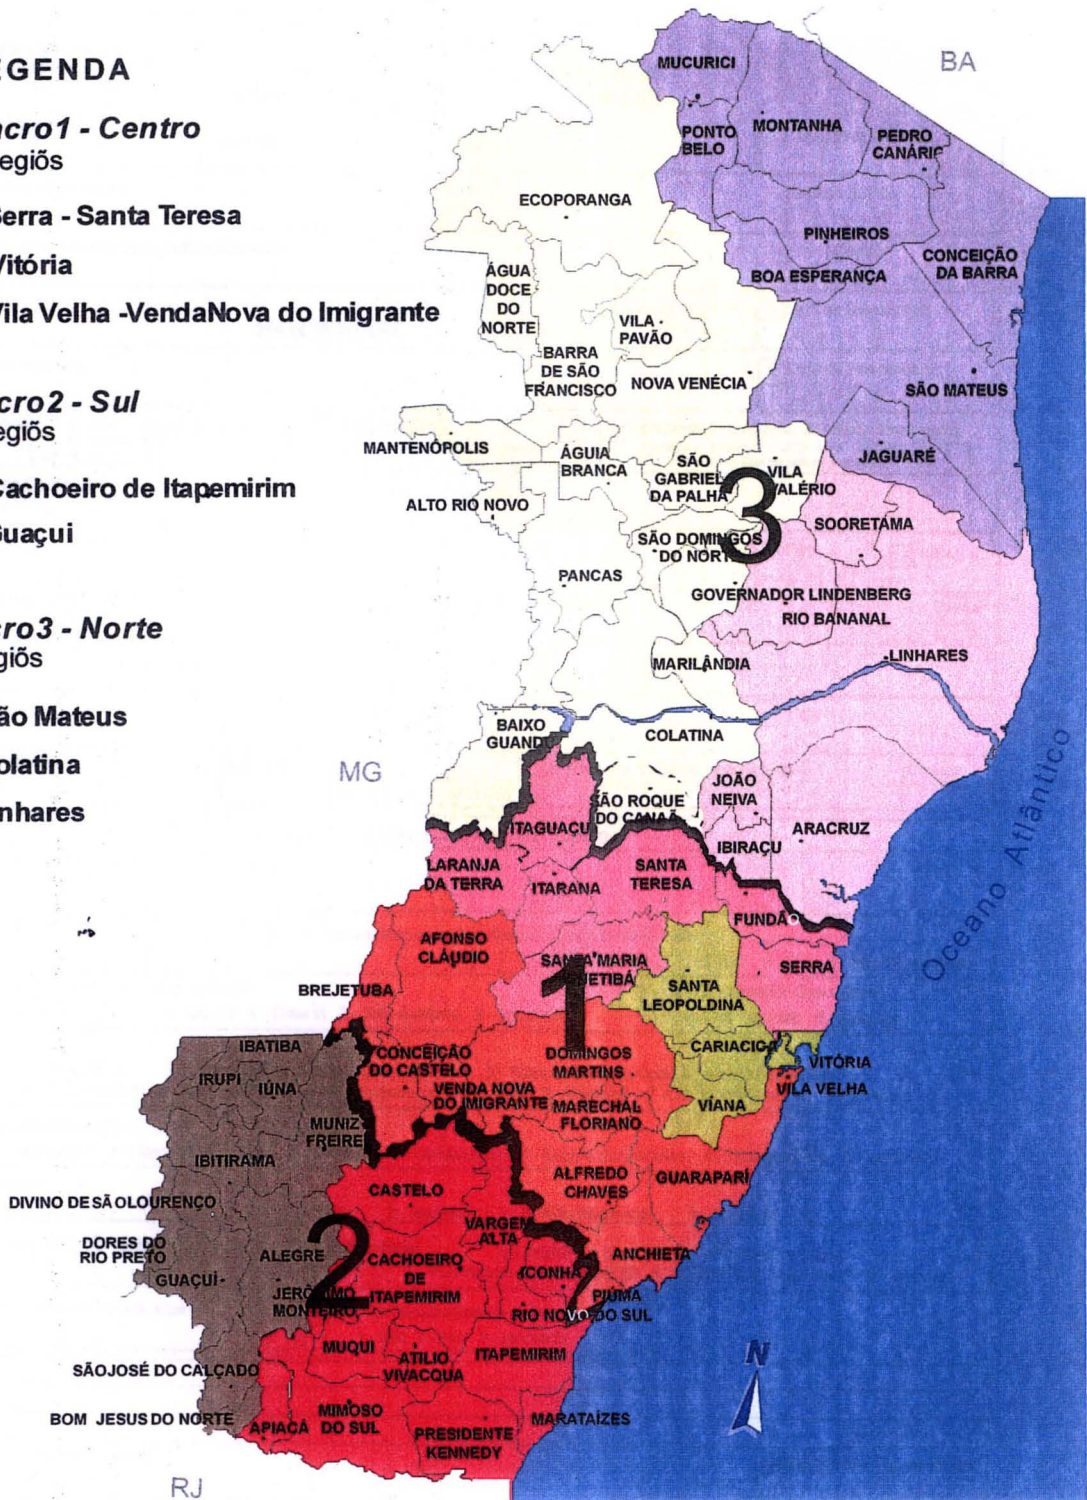 EGENDA
acro1 - Centro
egiõs
Serra - Santa Teresa
Vitória
Vila Velha -VendaNova do Imigrante
cro2 - Sul
egiõs
Cachoeiro de Itapemirim
Guaçui
cro3 - Norte
giõs
ão Mateus
olatina
nhares
BA
MG
RJ
Oceano Atlântico
N
3
1
2
MUCURICI
PONTO
BELO
MONTANHA
PEDRO
CANÁRIO
ECOPORANGA
PINHEIROS
BOA ESPERANÇA
CONCEIÇÃO
DA BARRA
ÁGUA
DOCE
DO
NORTE
VILA
PAVÃO
BARRA
DE SÃO
FRANCISCO
NOVA VENÉCIA
SÃO MATEUS
MANTENÓPOLIS
ÁGUIA
BRANCA
SÃO
GABRIEL
DA PALHA
VILA
VALÉRIO
JAGUARÉ
ALTO RIO NOVO
SOORETAMA
SÃO DOMINGOS
DO NORTE
PANCAS
GOVERNADOR LINDENBERG
RIO BANANAL
MARILÂNDIA
LINHARES
BAIXO
GUANDU
COLATINA
SÃO ROQUE
DO CANAÃ
JOÃO
NEIVA
ITAGUAÇU
IBIRAÇU
ARACRUZ
LARANJA
DA TERRA
ITARANA
SANTA
TERESA
FUNDÃO
AFONSO
CLÁUDIO
SANTA MARIA
JETIBÁ
SANTA
LEOPOLDINA
SERRA
BREJETUBA
IBATIBA
CONCEIÇÃO
DO CASTELO
DOMINGOS
MARTINS
CARIACICA
VITÓRIA
IRUPI
IÚNA
VENDA NOVA
DO IMIGRANTE
MARECHAL
FLORIANO
VIANA
VILA VELHA
MUNIZ
FREIRE
IBITIRAMA
CASTELO
ALFREDO
CHAVES
GUARAPARÍ
DIVINO DE SÃO LOURENÇO
VARGEM
ALTA
DORES DO
RIO PRETO
ALEGRE
CACHOEIRO
DE
ITAPEMIRIM
ANCHIETA
GUAÇUÍ
ICONHA
JERÔNIMO
MONTEIRO
PIÚMA
RIO NOVO DO SUL
MUQUI
ATILIO
VIVACQUA
ITAPEMIRIM
SÃOJOSÉ DO CALÇADO
BOM JESUS DO NORTE
APIACÁ
MIMOSO
DO SUL
PRESIDENTE
KENNEDY
MARATAÍZES